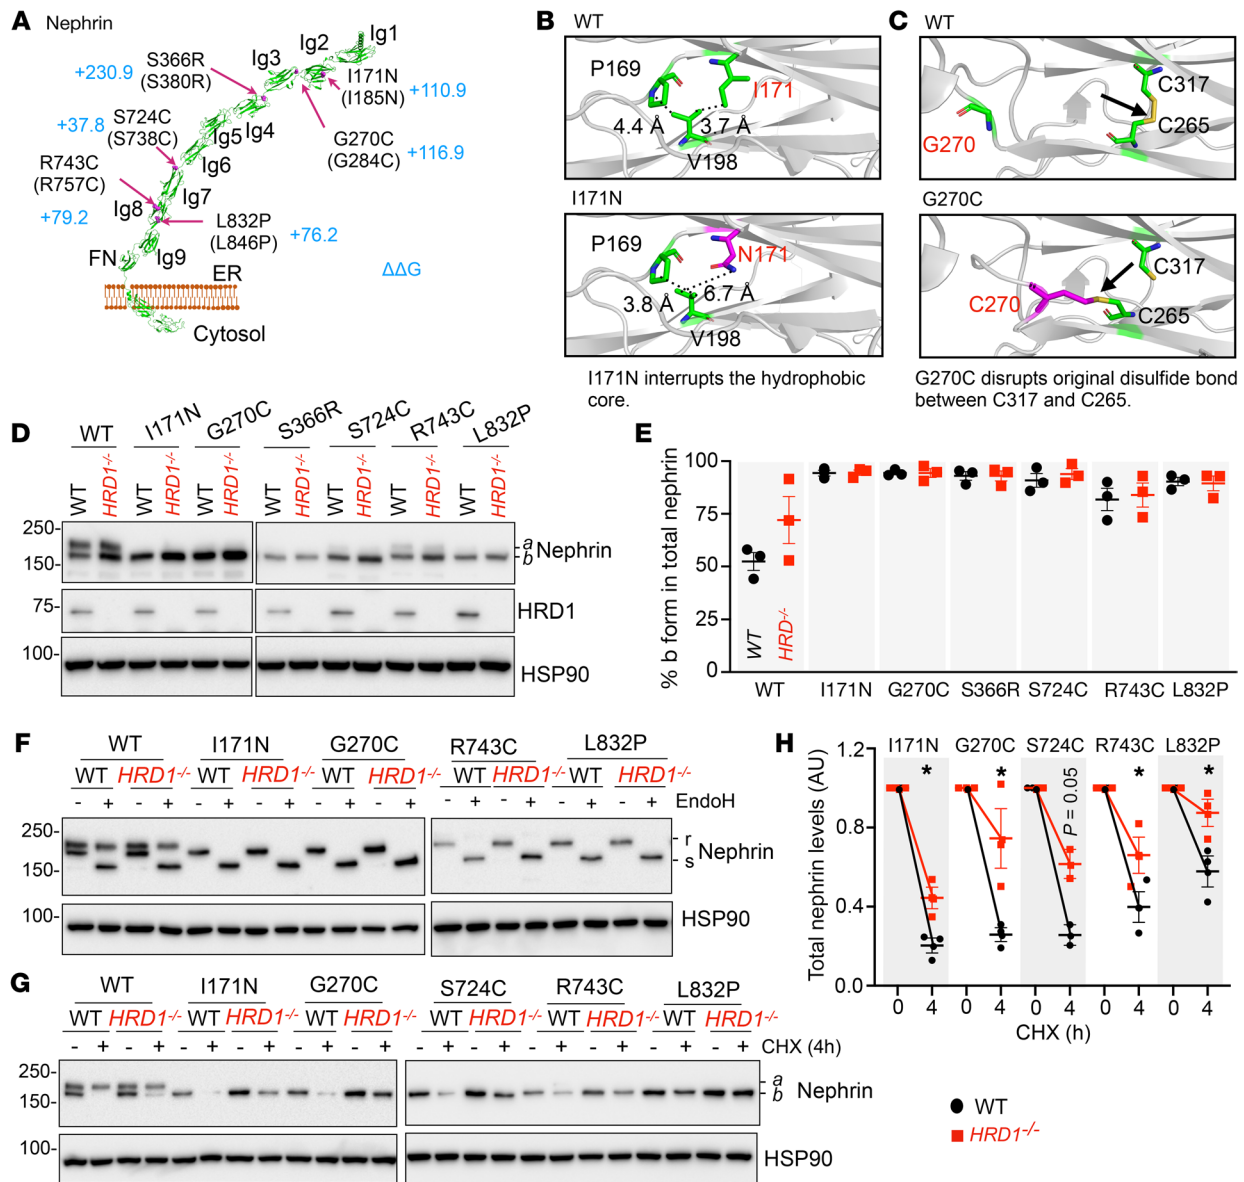 A
Nephrin
Ig1
Ig2
Ig3
S366R
(S380R)
+230.9
I171N
(I185N)
+110.9
S724C
(S738C)
+37.8
Ig5
Ig4
G270C
(G284C)
+116.9
Ig6
R743C
(R757C)
Ig7
+79.2
Ig8
L832P
(L846P)
+76.2
FN
Ig9
ΔΔG
ER
Cytosol
B
WT
P169
I171
4.4 Å
3.7 Å
V198
I171N
P169
N171
3.8 Å
6.7 Å
V198
I171N interrupts the hydrophobic
core.
C
WT
C317
C265
G270
G270C
C317
C270
C265
G270C disrupts original disulfide bond
between C317 and C265.
D
WT I171N G270C S366R S724C R743C L832P
WT HRD1-/- WT HRD1-/- WT HRD1-/- WT HRD1-/- WT HRD1-/- WT HRD1-/- WT HRD1-/-
250-
150-
a
b
Nephrin
75-
HRD1
100-
HSP90
E
% b form in total nephrin
100
75
50
25
0
WT
HRD-/-
WT I171N G270C S366R S724C R743C L832P
F
WT I171N G270C R743C L832P
WT HRD1-/- WT HRD1-/- WT HRD1-/- WT HRD1-/- WT HRD1-/-
- + - + - + - + - + - + - + - + - + - + EndoH
250-
150-
r
s
Nephrin
100-
HSP90
G
WT I171N G270C S724C R743C L832P
WT HRD1-/- WT HRD1-/- WT HRD1-/- WT HRD1-/- WT HRD1-/- WT HRD1-/-
- + - + - + - + - + - + - + - + - + - + - + - + CHX (4h)
250-
150-
a
b
Nephrin
100-
HSP90
H
I171N G270C S724C R743C L832P
Total nephrin levels (AU)
1.2
0.8
0.4
0.0
* * P = 0.05 * *
0 4 0 4 0 4 0 4 0 4
CHX (h)
WT
HRD1-/-